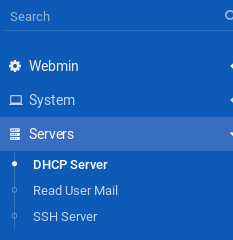 Search
Webmin
System
Servers
DHCP Server
Read User Mail
SSH Server